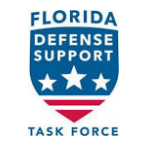 FLORIDA
DEFENSE
SUPPORT
TASK FORCE